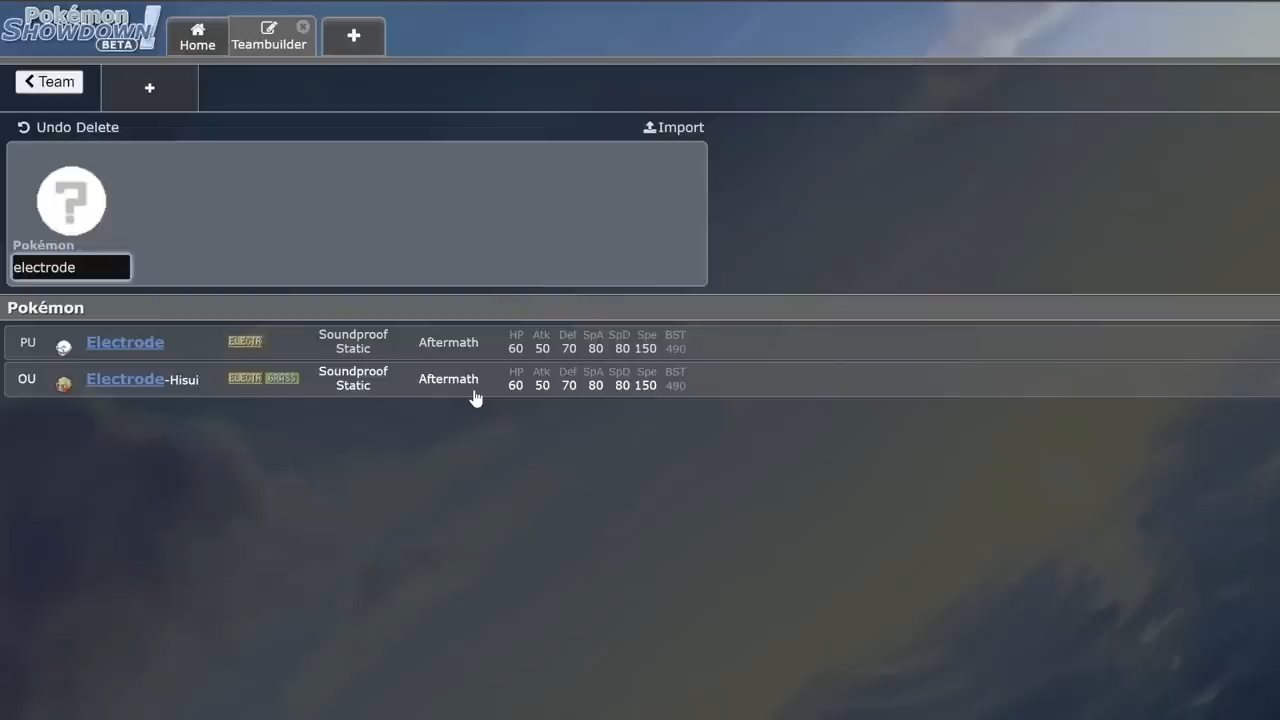 Pokémon
SHOWDOWN!
BETA
Home
Teambuilder
Team
+
Undo Delete
Import
Pokémon
electrode
Pokémon
PU Electrode ELECTR Soundproof Static Aftermath HP 60 Atk 50 Def 70 SpA 80 SpD 80 Spe 150 BST 490
OU Electrode-Hisui ELECTR GRASS Soundproof Static Aftermath HP 60 Atk 50 Def 70 SpA 80 SpD 80 Spe 150 BST 490